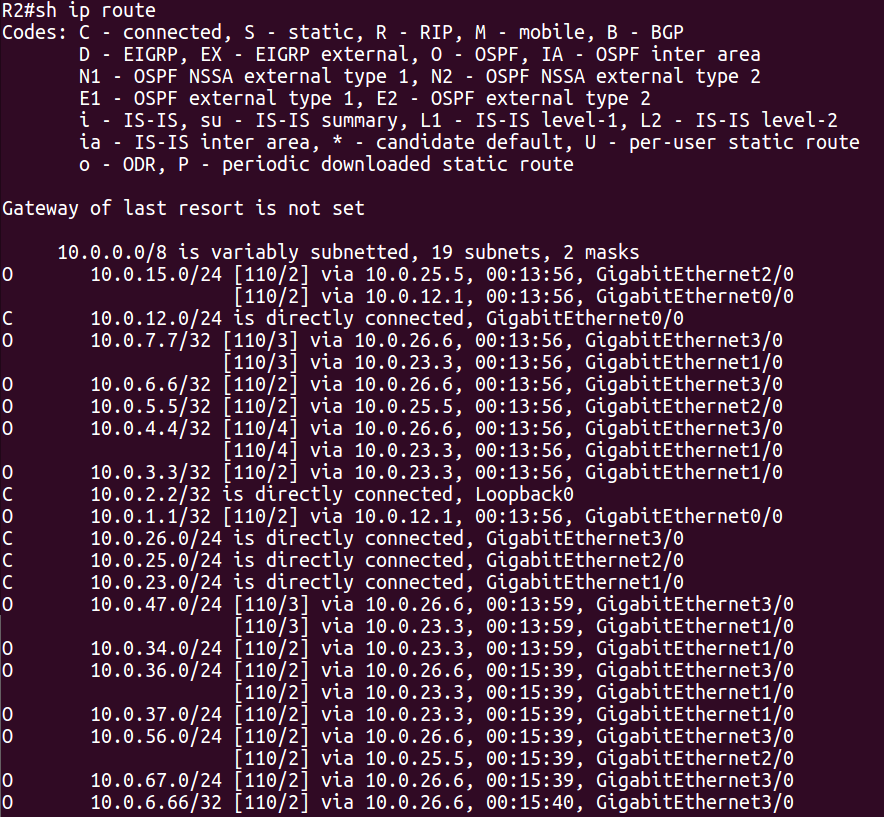 R2#sh ip route
Codes: C - connected, S - static, R - RIP, M - mobile, B - BGP
       D - EIGRP, EX - EIGRP external, O - OSPF, IA - OSPF inter area
       N1 - OSPF NSSA external type 1, N2 - OSPF NSSA external type 2
       E1 - OSPF external type 1, E2 - OSPF external type 2
       i - IS-IS, su - IS-IS summary, L1 - IS-IS level-1, L2 - IS-IS level-2
       ia - IS-IS inter area, * - candidate default, U - per-user static route
       o - ODR, P - periodic downloaded static route

Gateway of last resort is not set

     10.0.0.0/8 is variably subnetted, 19 subnets, 2 masks
O       10.0.15.0/24 [110/2] via 10.0.25.5, 00:13:56, GigabitEthernet2/0
                     [110/2] via 10.0.12.1, 00:13:56, GigabitEthernet0/0
C       10.0.12.0/24 is directly connected, GigabitEthernet0/0
O       10.0.7.7/32 [110/3] via 10.0.26.6, 00:13:56, GigabitEthernet3/0
                    [110/3] via 10.0.23.3, 00:13:56, GigabitEthernet1/0
O       10.0.6.6/32 [110/2] via 10.0.26.6, 00:13:56, GigabitEthernet3/0
O       10.0.5.5/32 [110/2] via 10.0.25.5, 00:13:56, GigabitEthernet2/0
O       10.0.4.4/32 [110/4] via 10.0.26.6, 00:13:56, GigabitEthernet3/0
                    [110/4] via 10.0.23.3, 00:13:56, GigabitEthernet1/0
O       10.0.3.3/32 [110/2] via 10.0.23.3, 00:13:56, GigabitEthernet1/0
C       10.0.2.2/32 is directly connected, Loopback0
O       10.0.1.1/32 [110/2] via 10.0.12.1, 00:13:56, GigabitEthernet0/0
C       10.0.26.0/24 is directly connected, GigabitEthernet3/0
C       10.0.25.0/24 is directly connected, GigabitEthernet2/0
C       10.0.23.0/24 is directly connected, GigabitEthernet1/0
O       10.0.47.0/24 [110/3] via 10.0.26.6, 00:13:59, GigabitEthernet3/0
                     [110/3] via 10.0.23.3, 00:13:59, GigabitEthernet1/0
O       10.0.34.0/24 [110/2] via 10.0.23.3, 00:13:59, GigabitEthernet1/0
O       10.0.36.0/24 [110/2] via 10.0.26.6, 00:15:39, GigabitEthernet3/0
                     [110/2] via 10.0.23.3, 00:15:39, GigabitEthernet1/0
O       10.0.37.0/24 [110/2] via 10.0.23.3, 00:15:39, GigabitEthernet1/0
O       10.0.56.0/24 [110/2] via 10.0.26.6, 00:15:39, GigabitEthernet3/0
                     [110/2] via 10.0.25.5, 00:15:39, GigabitEthernet2/0
O       10.0.67.0/24 [110/2] via 10.0.26.6, 00:15:39, GigabitEthernet3/0
O       10.0.6.66/32 [110/2] via 10.0.26.6, 00:15:40, GigabitEthernet3/0